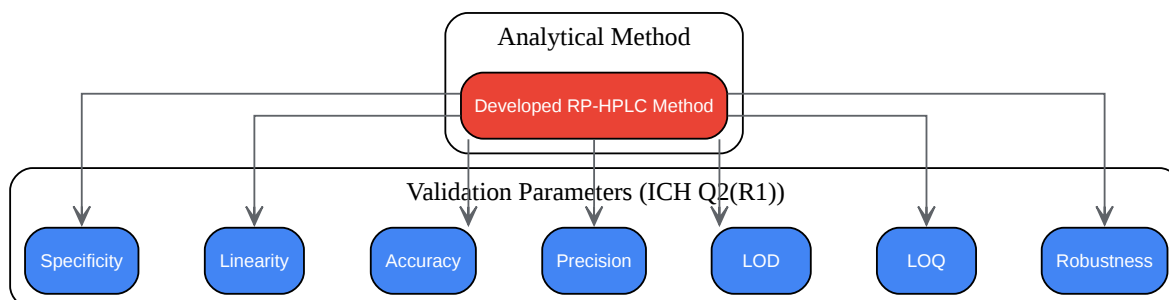 Analytical Method
Developed RP-HPLC Method
Validation Parameters (ICH Q2(R1))
Specificity
Linearity
Accuracy
Precision
LOD
LOQ
Robustness